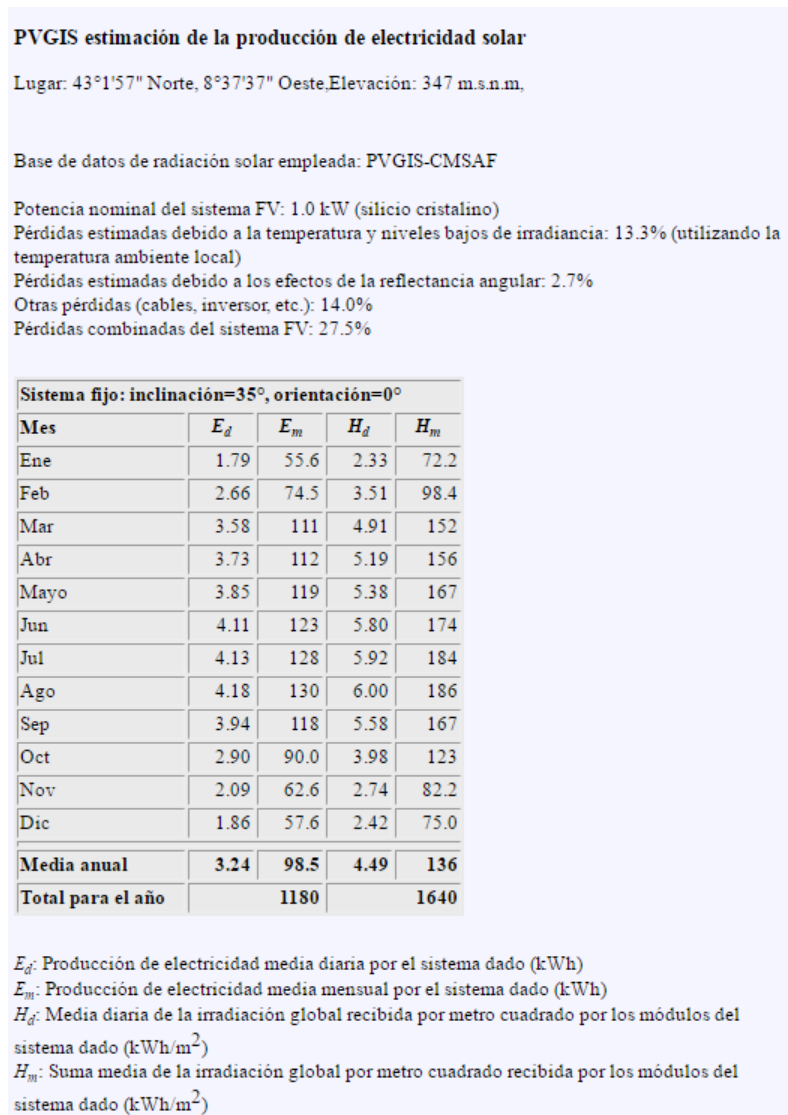 PVGIS estimación de la producción de electricidad solar
Lugar: 43°1'57" Norte, 8°37'37" Oeste,Elevación: 347 m.s.n.m,
Base de datos de radiación solar empleada: PVGIS-CMSAF
Potencia nominal del sistema FV: 1.0 kW (silicio cristalino)
Pérdidas estimadas debido a la temperatura y niveles bajos de irradiancia: 13.3% (utilizando la
temperatura ambiente local)
Pérdidas estimadas debido a los efectos de la reflectancia angular: 2.7%
Otras pérdidas (cables, inversor, etc.): 14.0%
Pérdidas combinadas del sistema FV: 27.5%
Sistema fijo: inclinación=35°, orientación=0°
Mes Ed Em Hd Hm
Ene 1.79 55.6 2.33 72.2
Feb 2.66 74.5 3.51 98.4
Mar 3.58 111 4.91 152
Abr 3.73 112 5.19 156
Mayo 3.85 119 5.38 167
Jun 4.11 123 5.80 174
Jul 4.13 128 5.92 184
Ago 4.18 130 6.00 186
Sep 3.94 118 5.58 167
Oct 2.90 90.0 3.98 123
Nov 2.09 62.6 2.74 82.2
Dic 1.86 57.6 2.42 75.0
Media anual 3.24 98.5 4.49 136
Total para el año 1180 1640
Ed: Producción de electricidad media diaria por el sistema dado (kWh)
Em: Producción de electricidad media mensual por el sistema dado (kWh)
Hd: Media diaria de la irradiación global recibida por metro cuadrado por los módulos del
sistema dado (kWh/m2)
Hm: Suma media de la irradiación global por metro cuadrado recibida por los módulos del
sistema dado (kWh/m2)